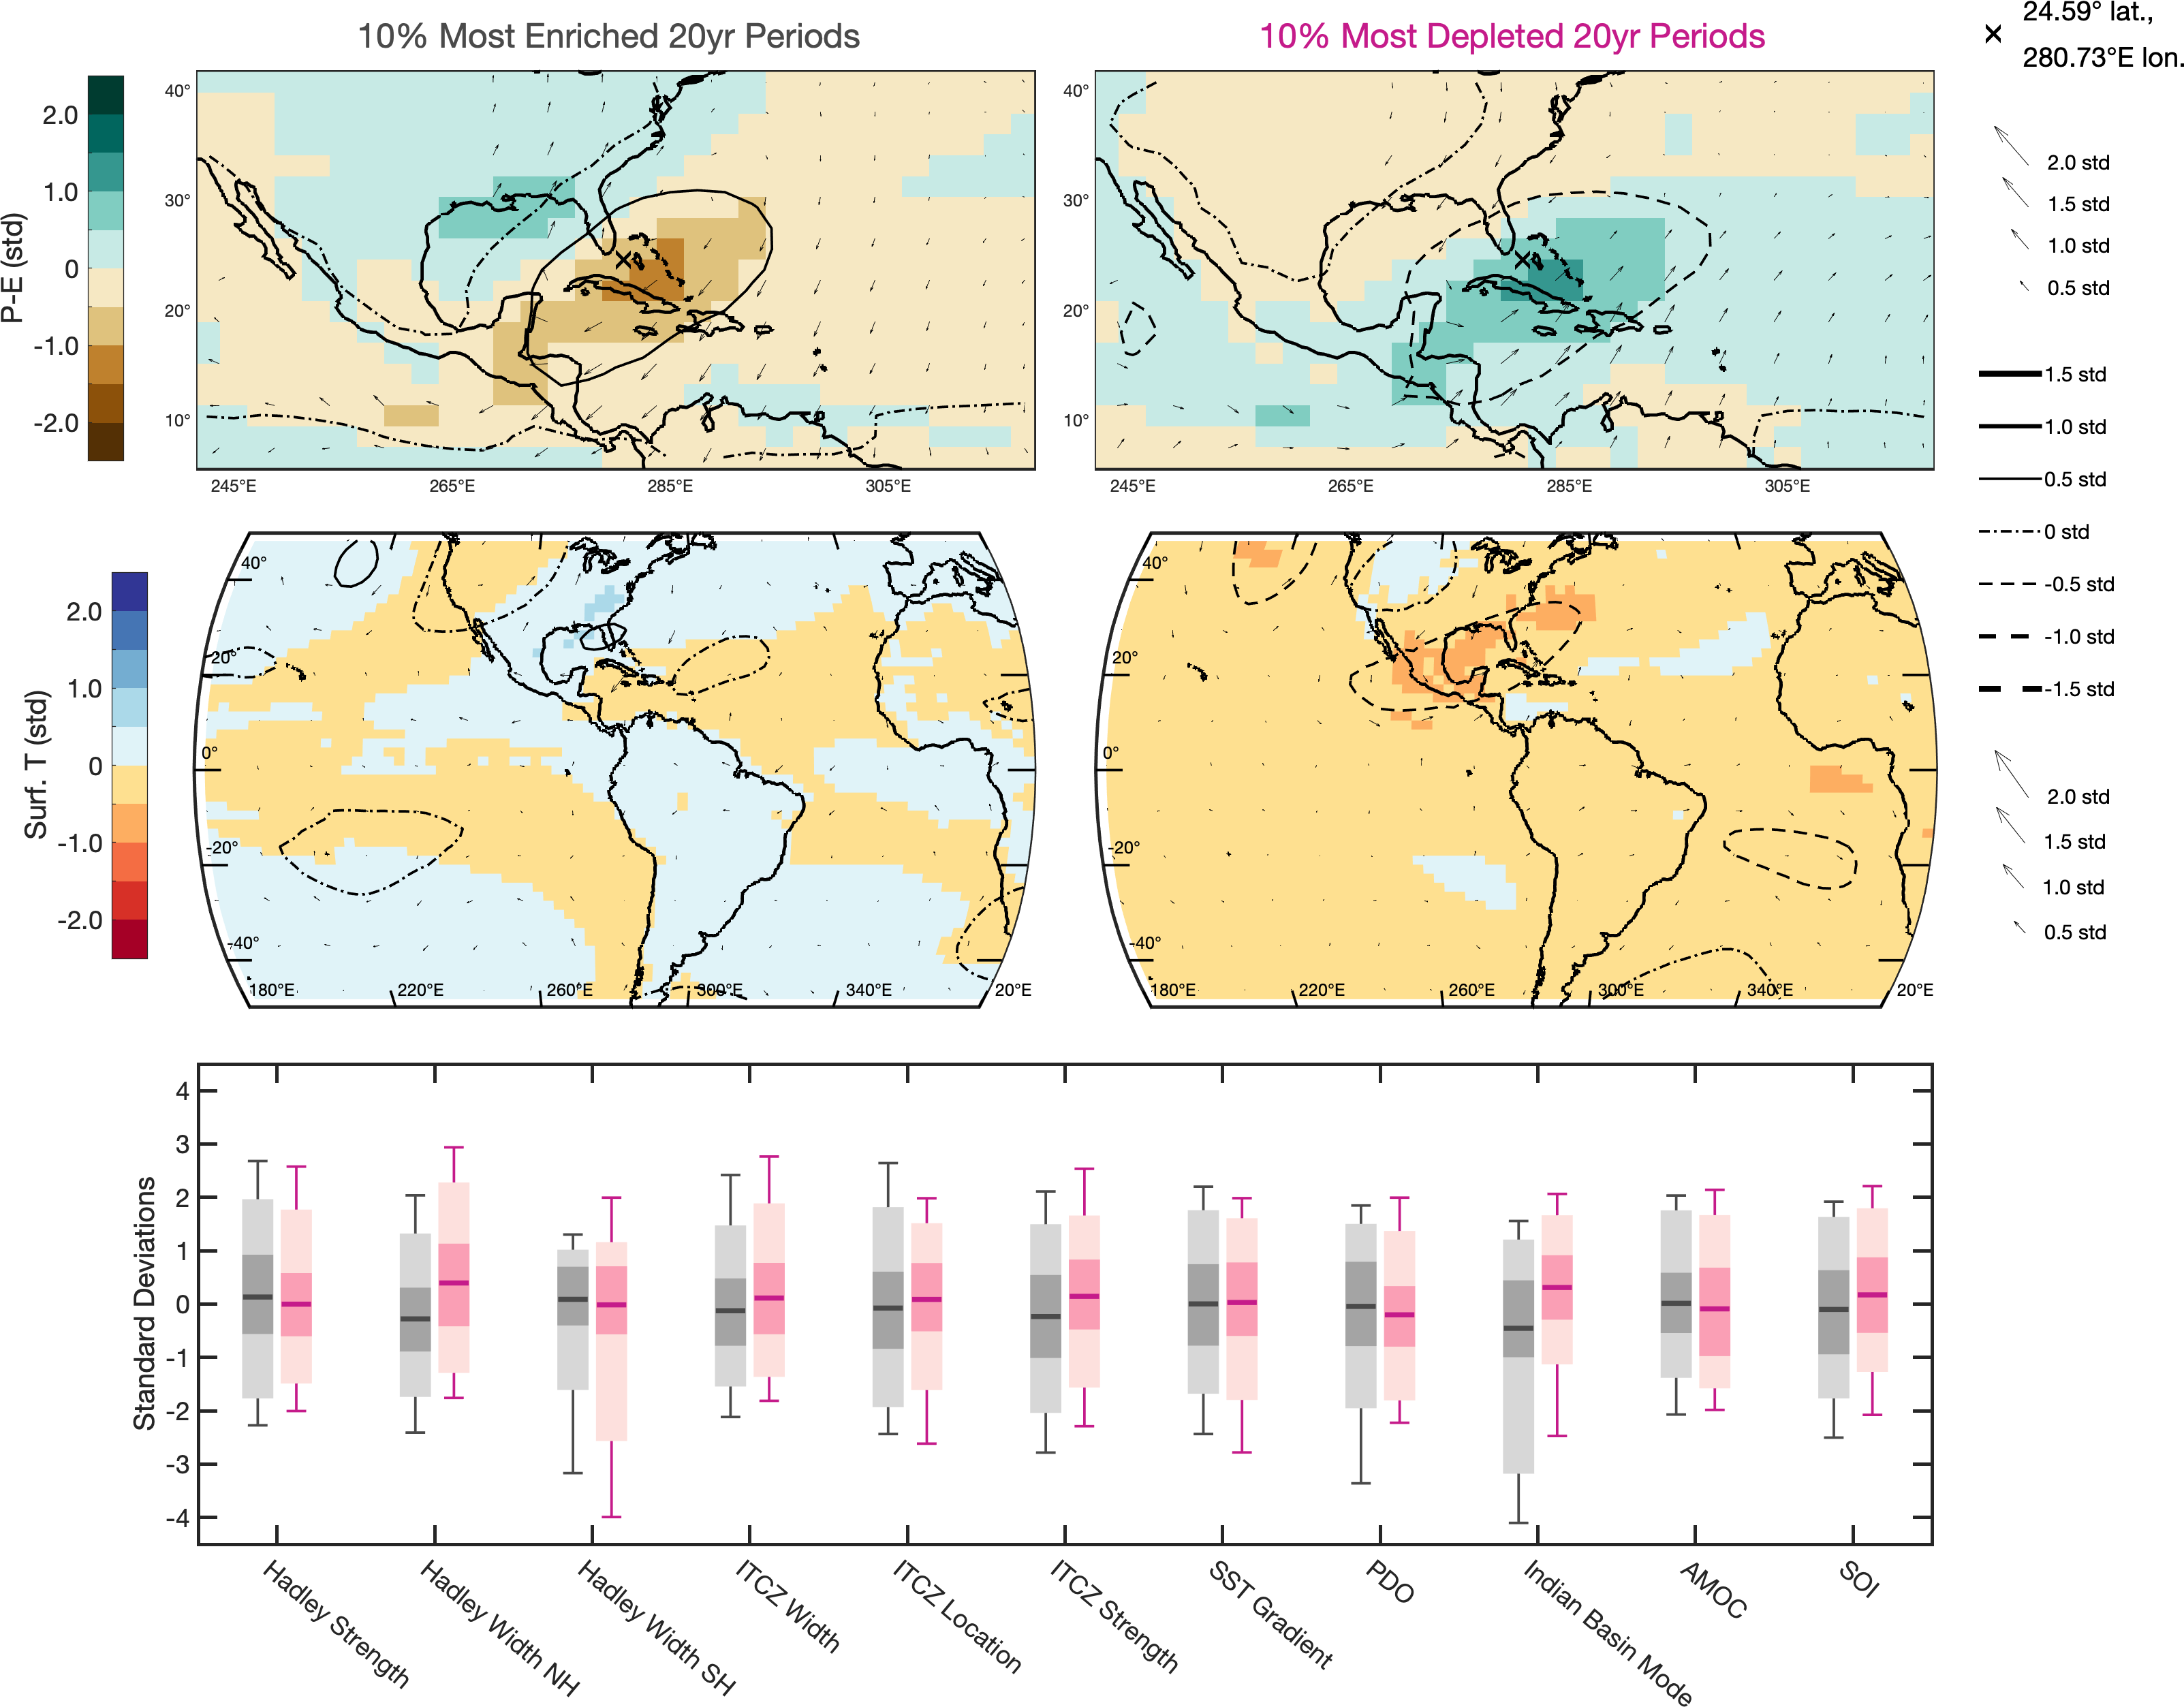 10% Most Enriched 20yr Periods
10% Most Depleted 20yr Periods
24.59° lat.,
280.73°E lon.
P-E (std)
2.0
1.0
0
-1.0
-2.0
40°
30°
20°
10°
245°E
265°E
285°E
305°E
40°
30°
20°
10°
245°E
265°E
285°E
305°E
2.0 std
1.5 std
1.0 std
0.5 std
1.5 std
1.0 std
0.5 std
0 std
-0.5 std
-1.0 std
-1.5 std
Surf. T (std)
2.0
1.0
0
-1.0
-2.0
40°
20°
0°
-20°
-40°
180°E
220°E
260°E
300°E
340°E
20°E
40°
20°
0°
-20°
-40°
180°E
220°E
260°E
300°E
340°E
20°E
2.0 std
1.5 std
1.0 std
0.5 std
Standard Deviations
4
3
2
1
0
-1
-2
-3
-4
Hadley Strength
Hadley Width NH
Hadley Width SH
ITCZ Width
ITCZ Location
ITCZ Strength
SST Gradient
PDO
Indian Basin Mode
AMOC
SOI